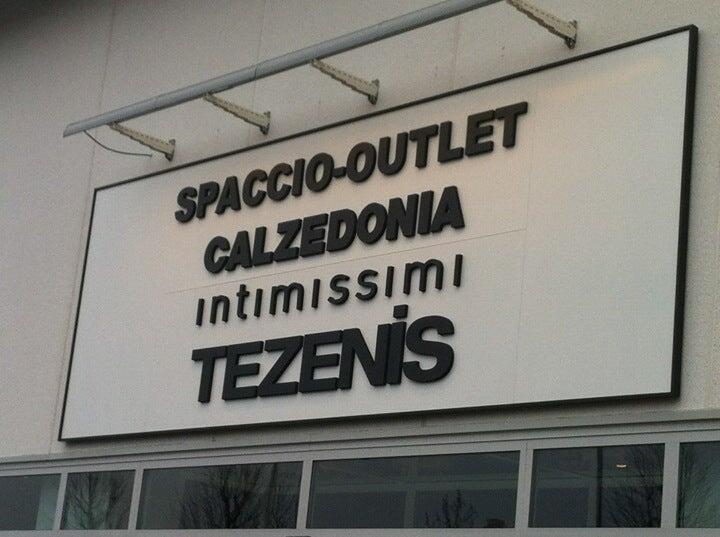 SPACCIO-OUTLET
CALZEDONIA
intimissimi
TEZENiS